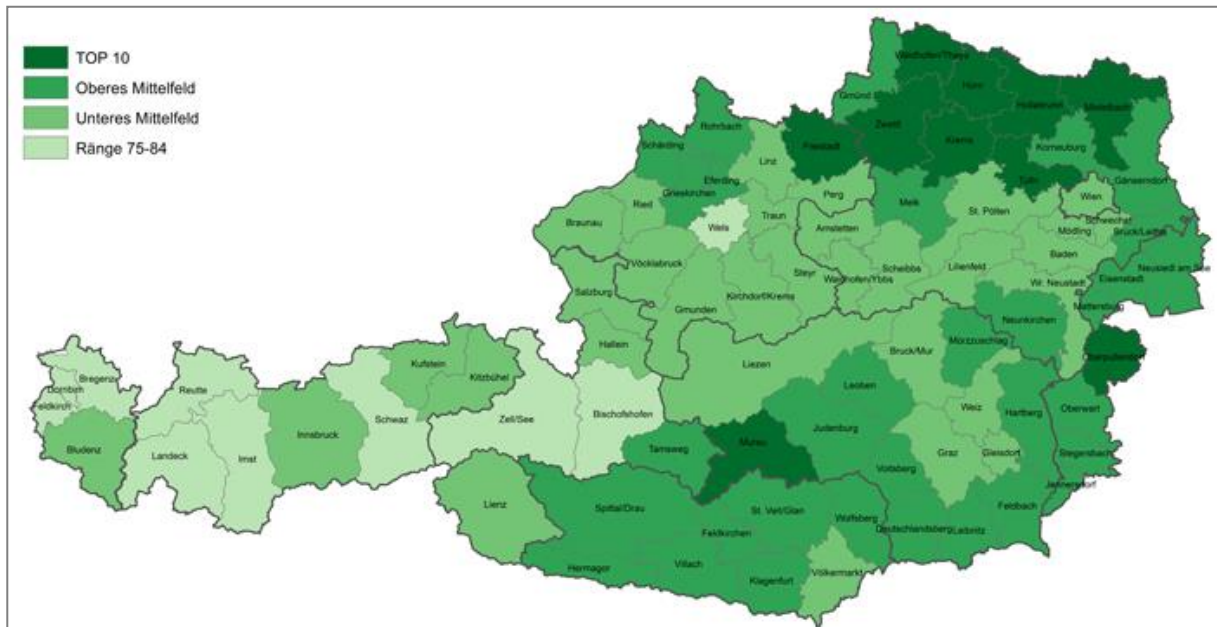 TOP 10
Oberes Mittelfeld
Unteres Mittelfeld
Ränge 75-84
Waidhofen/Thaya
Gmünd
Horn
Hollabrunn
Mistelbach
Zwettl
Krems
Korneuburg
Rohrbach
Schärding
Freistadt
Linz
Tulln
Gänserndorf
Eferding
Grieskirchen
Perg
Melk
St. Pölten
Wien
Schwechat
Ried
Traun
Mödling
Braunau
Wels
Amstetten
Bruck/Leitha
Baden
Vöcklabruck
Steyr
Scheibbs
Lilienfeld
Neusiedl am See
Waidhofen/Ybbs
Wr. Neustadt
Eisenstadt
Salzburg
Kirchdorf/Krems
Gmunden
Mattersburg
Neunkirchen
Hallein
Mürzzuschlag
Bruck/Mur
Oberpullendorf
Kufstein
Liezen
Bregenz
Kitzbühel
Dornbirn
Reutte
Leoben
Feldkirch
Schwaz
Zell/See
Bischofshofen
Weiz
Hartberg
Oberwart
Innsbruck
Judenburg
Murau
Tamsweg
Bludenz
Landeck
Imst
Graz
Gleisdorf
Güssing
Voitsberg
Stegersbach
Jennersdorf
Lienz
Spittal/Drau
St. Veit/Glan
Wolfsberg
Feldbach
Deutschlandsberg
Leibnitz
Feldkirchen
Hermagor
Villach
Klagenfurt
Völkermarkt